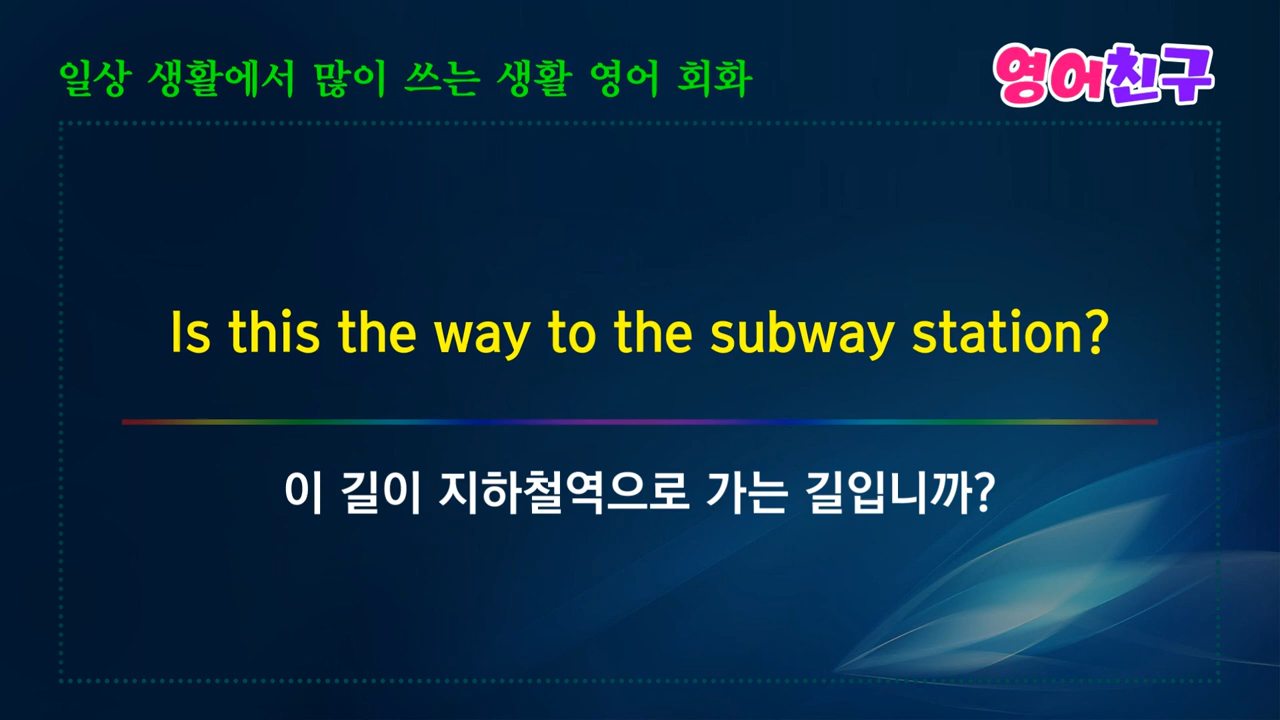 일상 생활에서 많이 쓰는 생활 영어 회화
영어친구
Is this the way to the subway station?
이 길이 지하철역으로 가는 길입니까?